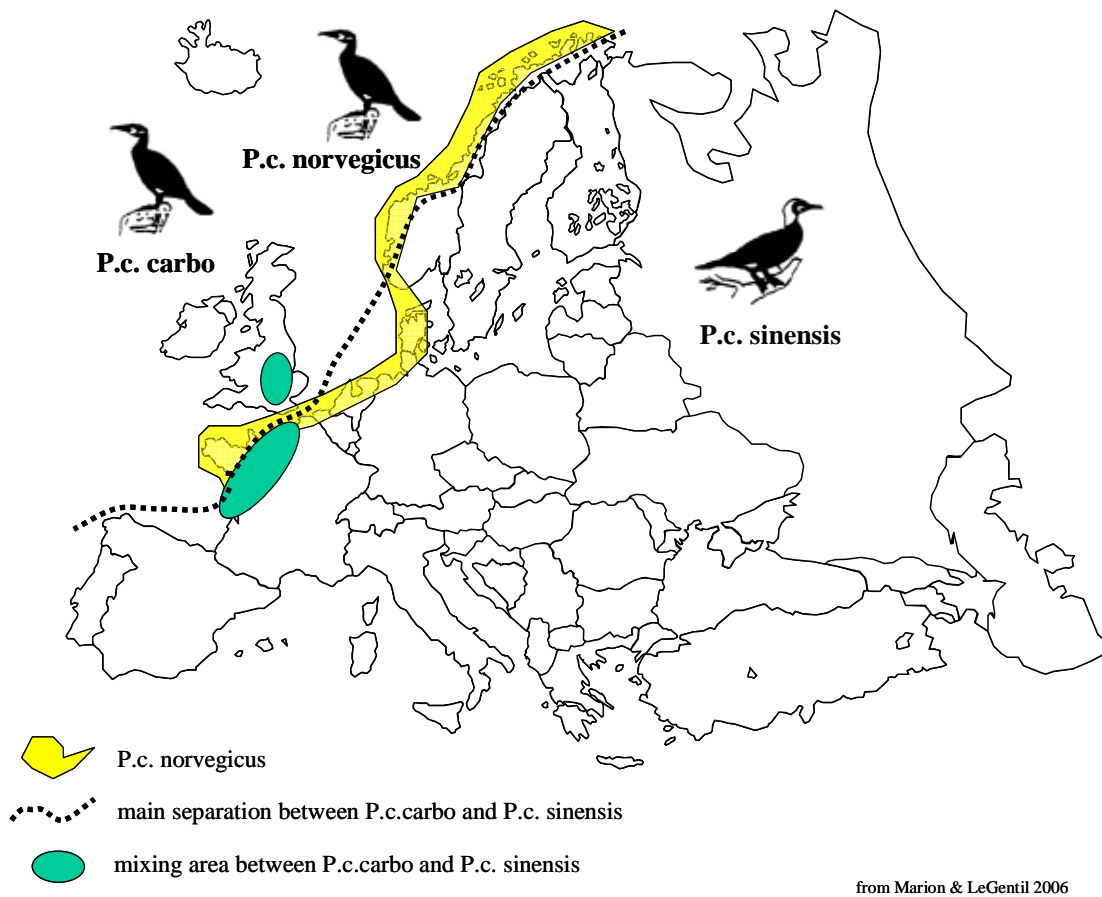 P.c. norvegicus
P.c. carbo
P.c. sinensis
P.c. norvegicus
main separation between P.c.carbo and P.c. sinensis
mixing area between P.c.carbo and P.c. sinensis
from Marion & LeGentil 2006